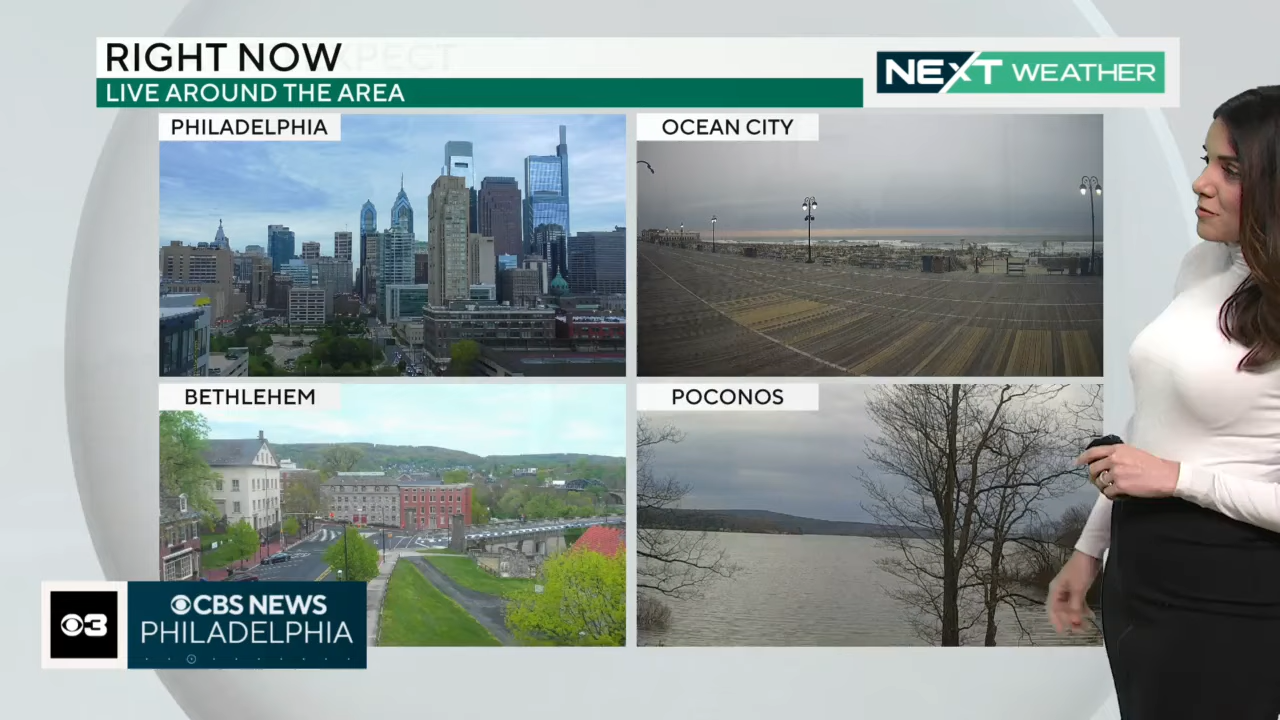 RIGHT NOW
LIVE AROUND THE AREA
NEXT WEATHER
PHILADELPHIA
OCEAN CITY
BETHLEHEM
POCONOS
3
CBS NEWS
PHILADELPHIA